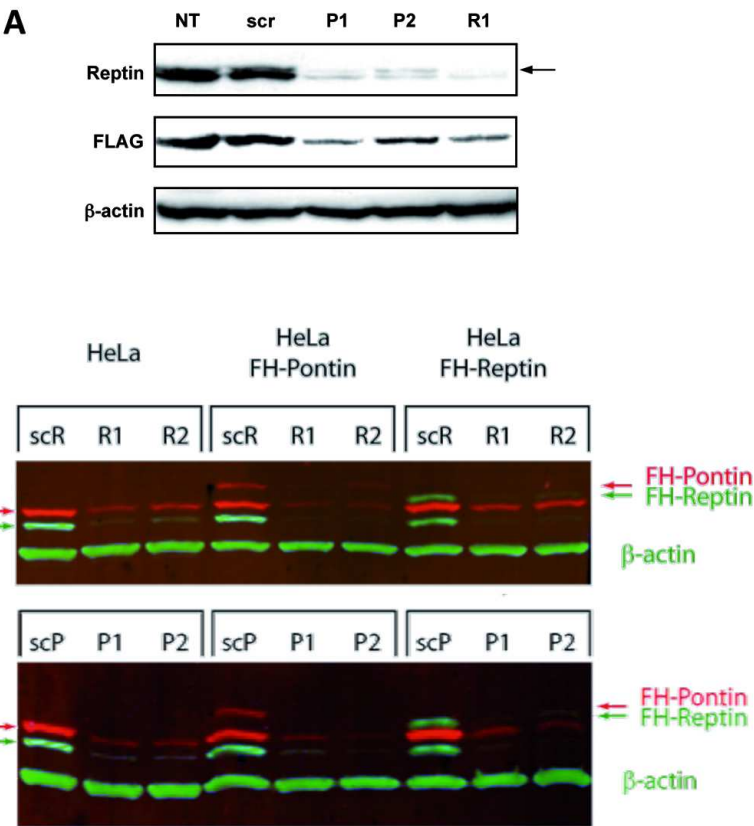 A
NT scr P1 P2 R1
Reptin
FLAG
β-actin
HeLa
HeLa
FH-Pontin
HeLa
FH-Reptin
scR R1 R2 scR R1 R2 scR R1 R2
FH-Pontin
FH-Reptin
β-actin
scP P1 P2 scP P1 P2 scP P1 P2
FH-Pontin
FH-Reptin
β-actin